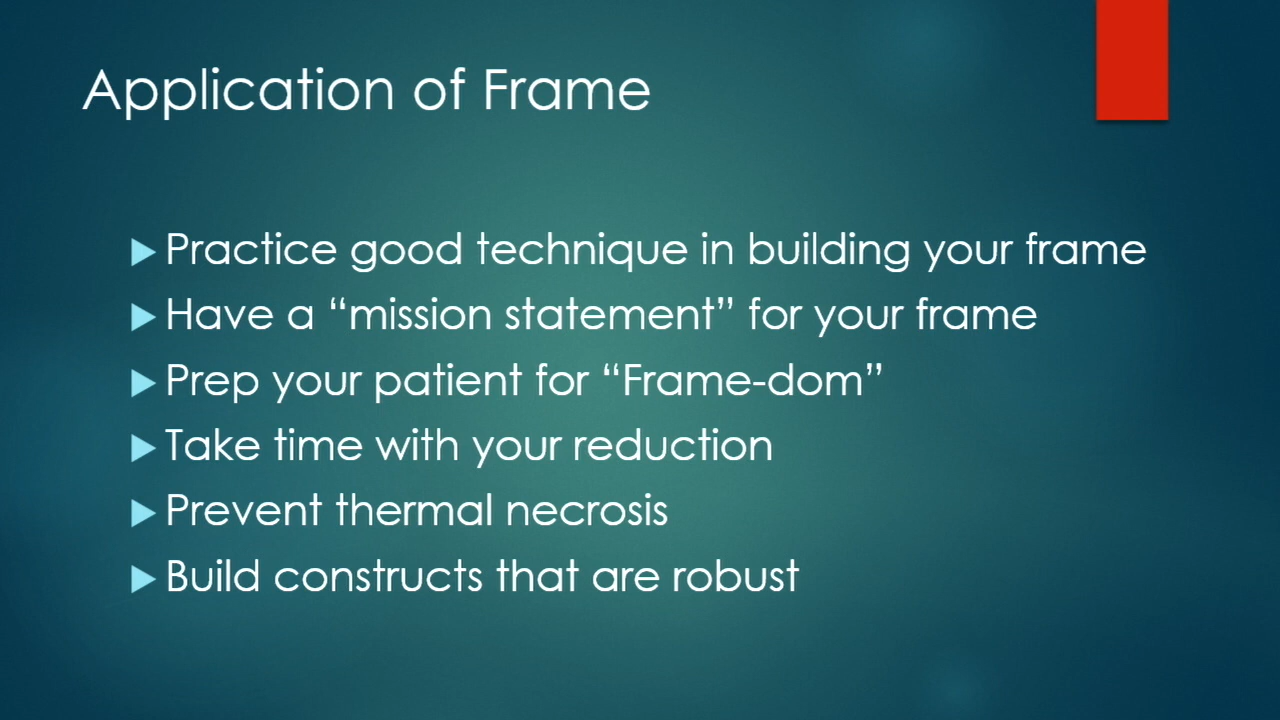 Application of Frame
Practice good technique in building your frame
Have a “mission statement” for your frame
Prep your patient for “Frame-dom”
Take time with your reduction
Prevent thermal necrosis
Build constructs that are robust